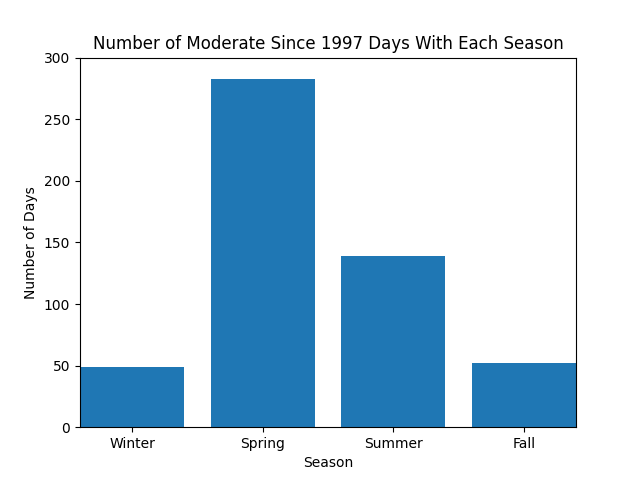 Number of Moderate Since 1997 Days With Each Season
300
250
200
150
100
50
0
Number of Days
Winter Spring Summer Fall
Season